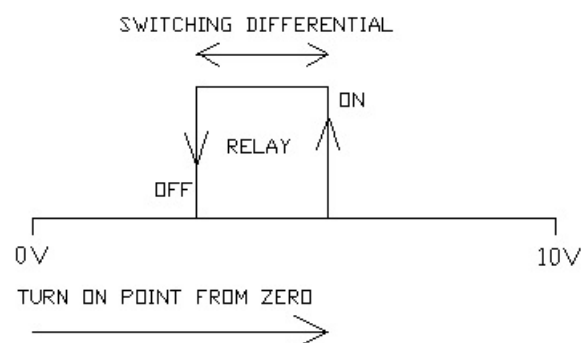 SWITCHING DIFFERENTIAL
ON
RELAY
OFF
0V
10V
TURN ON POINT FROM ZERO